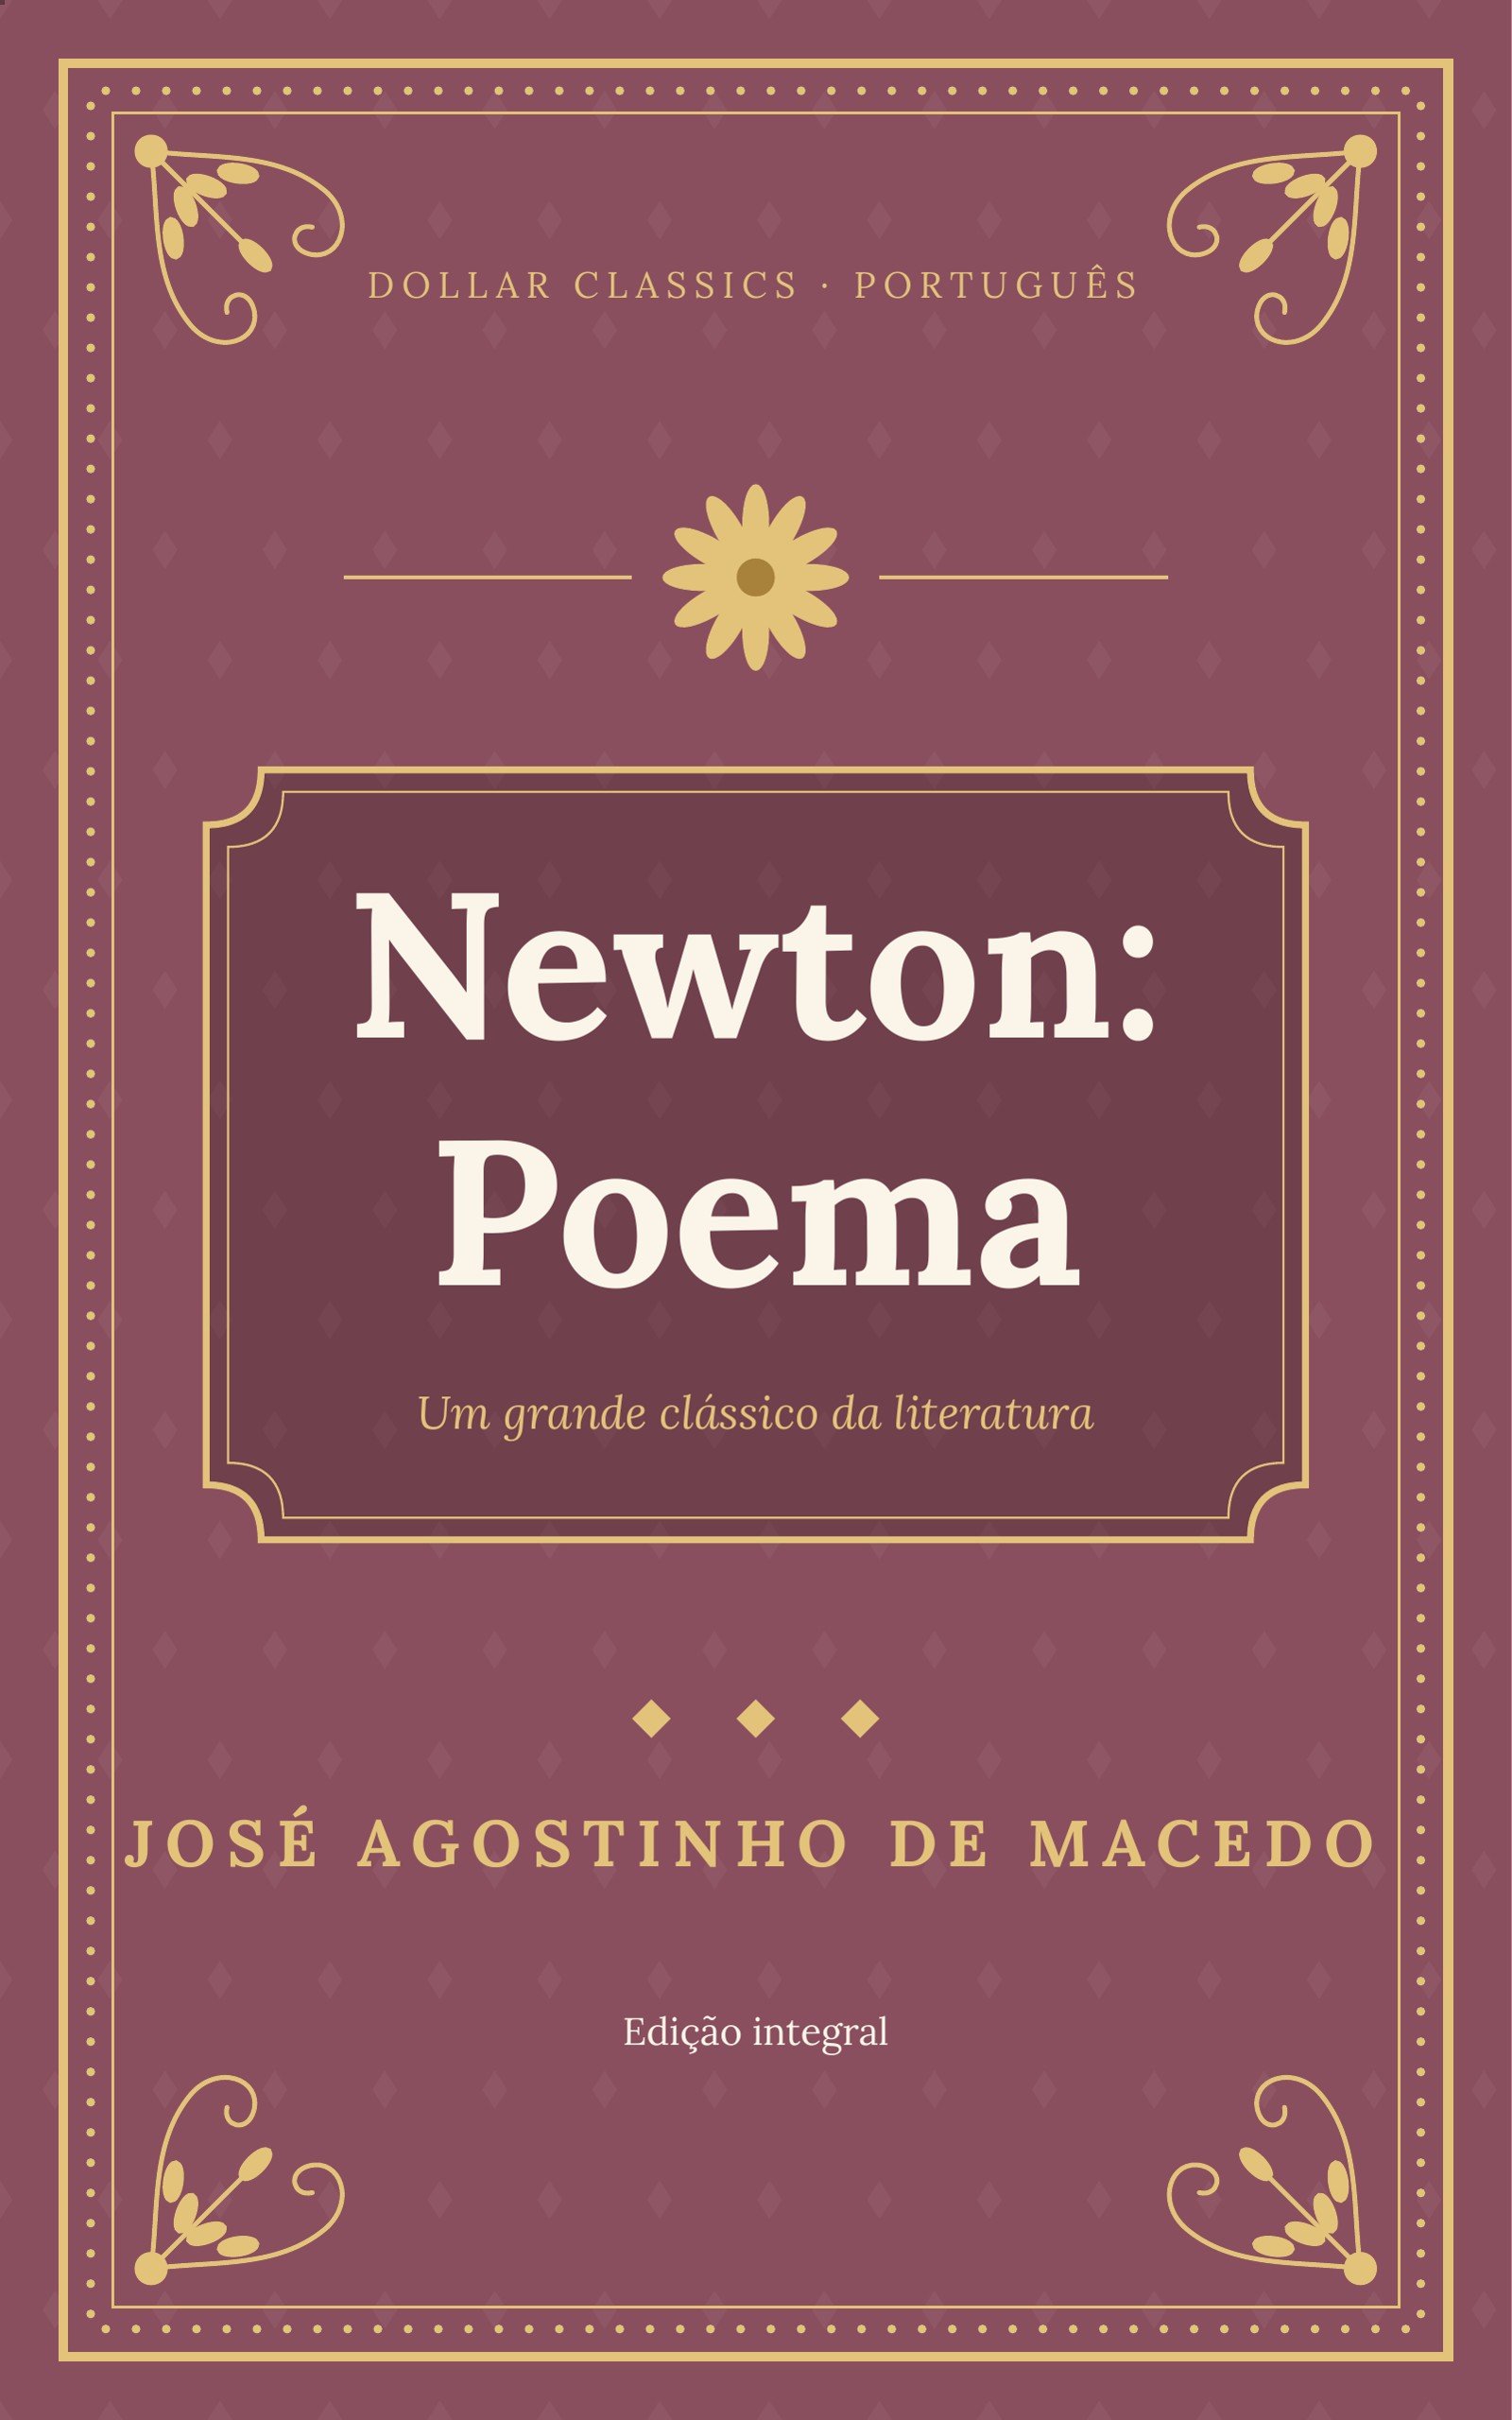 DOLLAR CLASSICS · PORTUGUÊS
Newton:
Poema
Um grande clássico da literatura
JOSÉ AGOSTINHO DE MACEDO
Edição integral